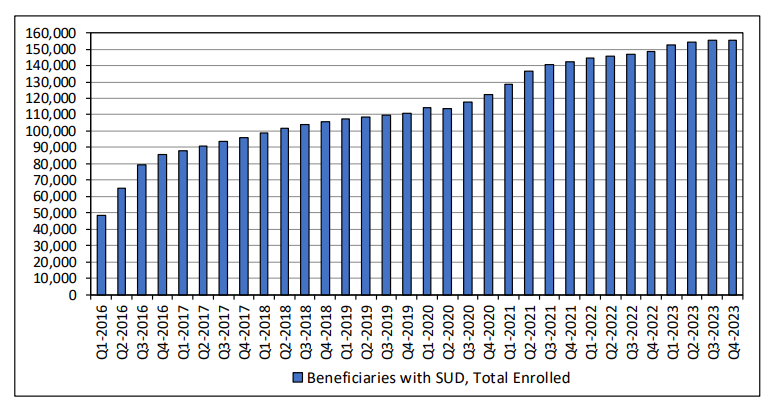 160,000
150,000
140,000
130,000
120,000
110,000
100,000
90,000
80,000
70,000
60,000
50,000
40,000
30,000
20,000
10,000
0
Q1-2016
Q2-2016
Q3-2016
Q4-2016
Q1-2017
Q2-2017
Q3-2017
Q4-2017
Q1-2018
Q2-2018
Q3-2018
Q4-2018
Q1-2019
Q2-2019
Q3-2019
Q4-2019
Q1-2020
Q2-2020
Q3-2020
Q4-2020
Q1-2021
Q2-2021
Q3-2021
Q4-2021
Q1-2022
Q2-2022
Q3-2022
Q4-2022
Q1-2023
Q2-2023
Q3-2023
Q4-2023
Beneficiaries with SUD, Total Enrolled